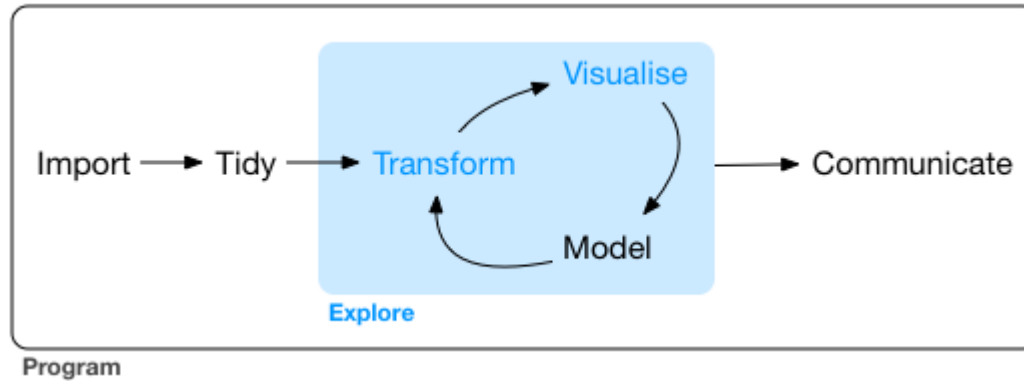 Visualise
Import
Tidy
Transform
Communicate
Model
Explore
Program